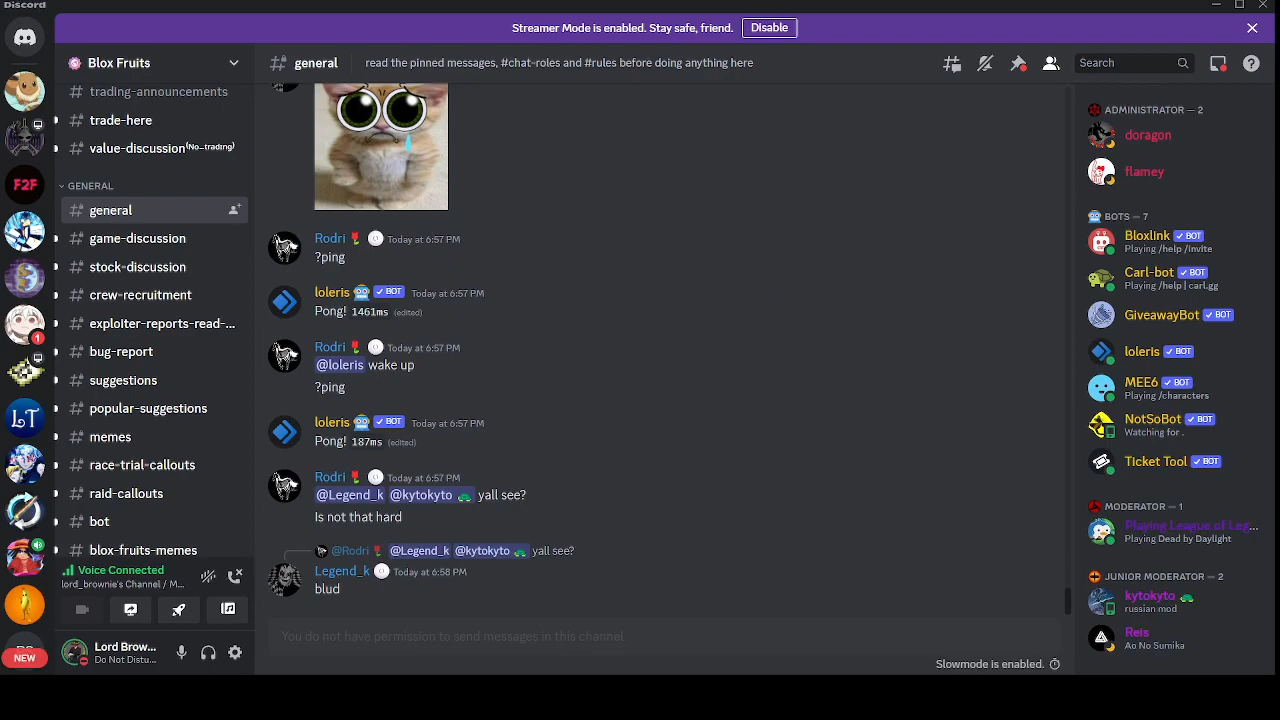 Discord
Streamer Mode is enabled. Stay safe, friend. Disable
Blox Fruits
trading-announcements
trade-here
value-discussion(No_trading)
GENERAL
general
game-discussion
stock-discussion
crew-recruitment
exploiter-reports-read-...
bug-report
suggestions
popular-suggestions
memes
race-trial-callouts
raid-callouts
bot
blox-fruits-memes
Voice Connected
lord_brownie's Channel / M...
Lord Brow...
Do Not Distu...
F2F
1
LT
NEW
general
read the pinned messages, #chat-roles and #rules before doing anything here
Search
Rodri Today at 6:57 PM
?ping
loleris BOT Today at 6:57 PM
Pong! 1461ms (edited)
Rodri Today at 6:57 PM
@loleris wake up
?ping
loleris BOT Today at 6:57 PM
Pong! 187ms (edited)
Rodri Today at 6:57 PM
@Legend_k @kytokyto yall see?
Is not that hard
@Rodri @Legend_k @kytokyto yall see?
Legend_k Today at 6:58 PM
blud
You do not have permission to send messages in this channel
Slowmode is enabled.
ADMINISTRATOR — 2
doragon
flamey
BOTS — 7
Bloxlink BOT
Playing /help /invite
Carl-bot BOT
Playing /help | carl.gg
GiveawayBot BOT
loleris BOT
MEE6 BOT
Playing /characters
NotSoBot BOT
Watching for .
Ticket Tool BOT
MODERATOR — 1
Playing League of Leg...
Playing Dead by Daylight
JUNIOR MODERATOR — 2
kytokyto
russian mod
Reis
Ao No Sumika